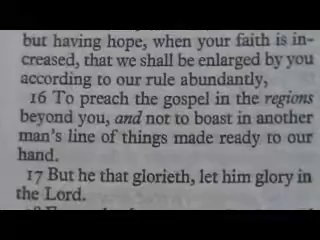 but having hope, when your faith is in-
creased, that we shall be enlarged by you
according to our rule abundantly,
16 To preach the gospel in the regions
beyond you, and not to boast in another
man's line of things made ready to our
hand.
17 But he that glorieth, let him glory in
the Lord.